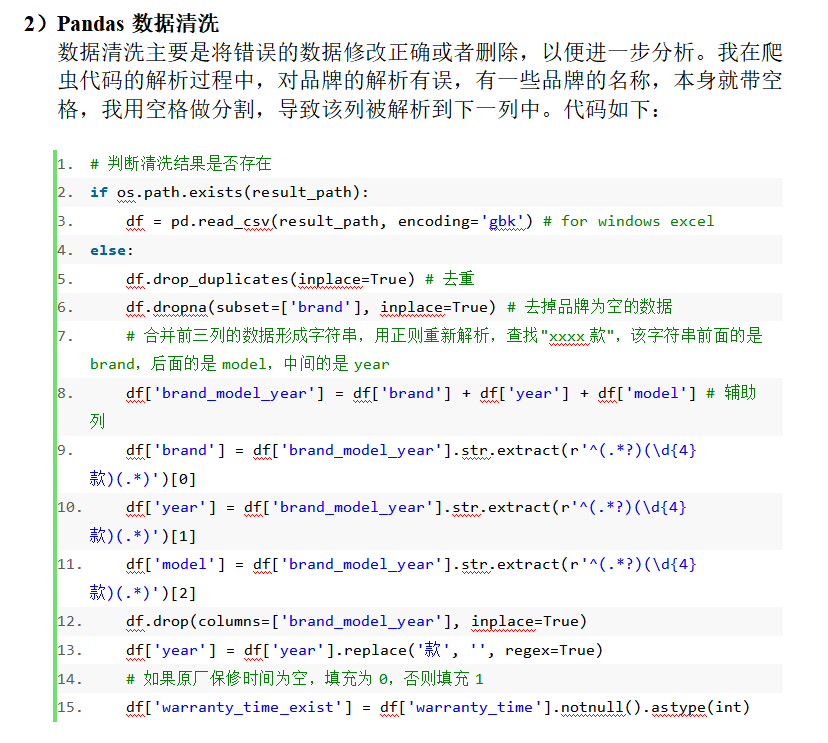 2）Pandas 数据清洗
数据清洗主要是将错误的数据修改正确或者删除，以便进一步分析。我在爬
虫代码的解析过程中，对品牌的解析有误，有一些品牌的名称，本身就带空
格，我用空格做分割，导致该列被解析到下一列中。代码如下：
1. # 判断清洗结果是否存在
2. if os.path.exists(result_path):
3.     df = pd.read_csv(result_path, encoding='gbk') # for windows excel
4. else:
5.     df.drop_duplicates(inplace=True) # 去重
6.     df.dropna(subset=['brand'], inplace=True) # 去掉品牌为空的数据
7.     # 合并前三列的数据形成字符串，用正则重新解析，查找"xxxx款"，该字符串前面的是
brand，后面的是 model，中间的是 year
8.     df['brand_model_year'] = df['brand'] + df['year'] + df['model'] # 辅助
列
9.     df['brand'] = df['brand_model_year'].str.extract(r'^(.*?)(\d{4}
款)(.*)')[0]
10.     df['year'] = df['brand_model_year'].str.extract(r'^(.*?)(\d{4}
款)(.*)')[1]
11.     df['model'] = df['brand_model_year'].str.extract(r'^(.*?)(\d{4}
款)(.*)')[2]
12.     df.drop(columns=['brand_model_year'], inplace=True)
13.     df['year'] = df['year'].replace('款', '', regex=True)
14.     # 如果原厂保修时间为空，填充为 0，否则填充 1
15.     df['warranty_time_exist'] = df['warranty_time'].notnull().astype(int)